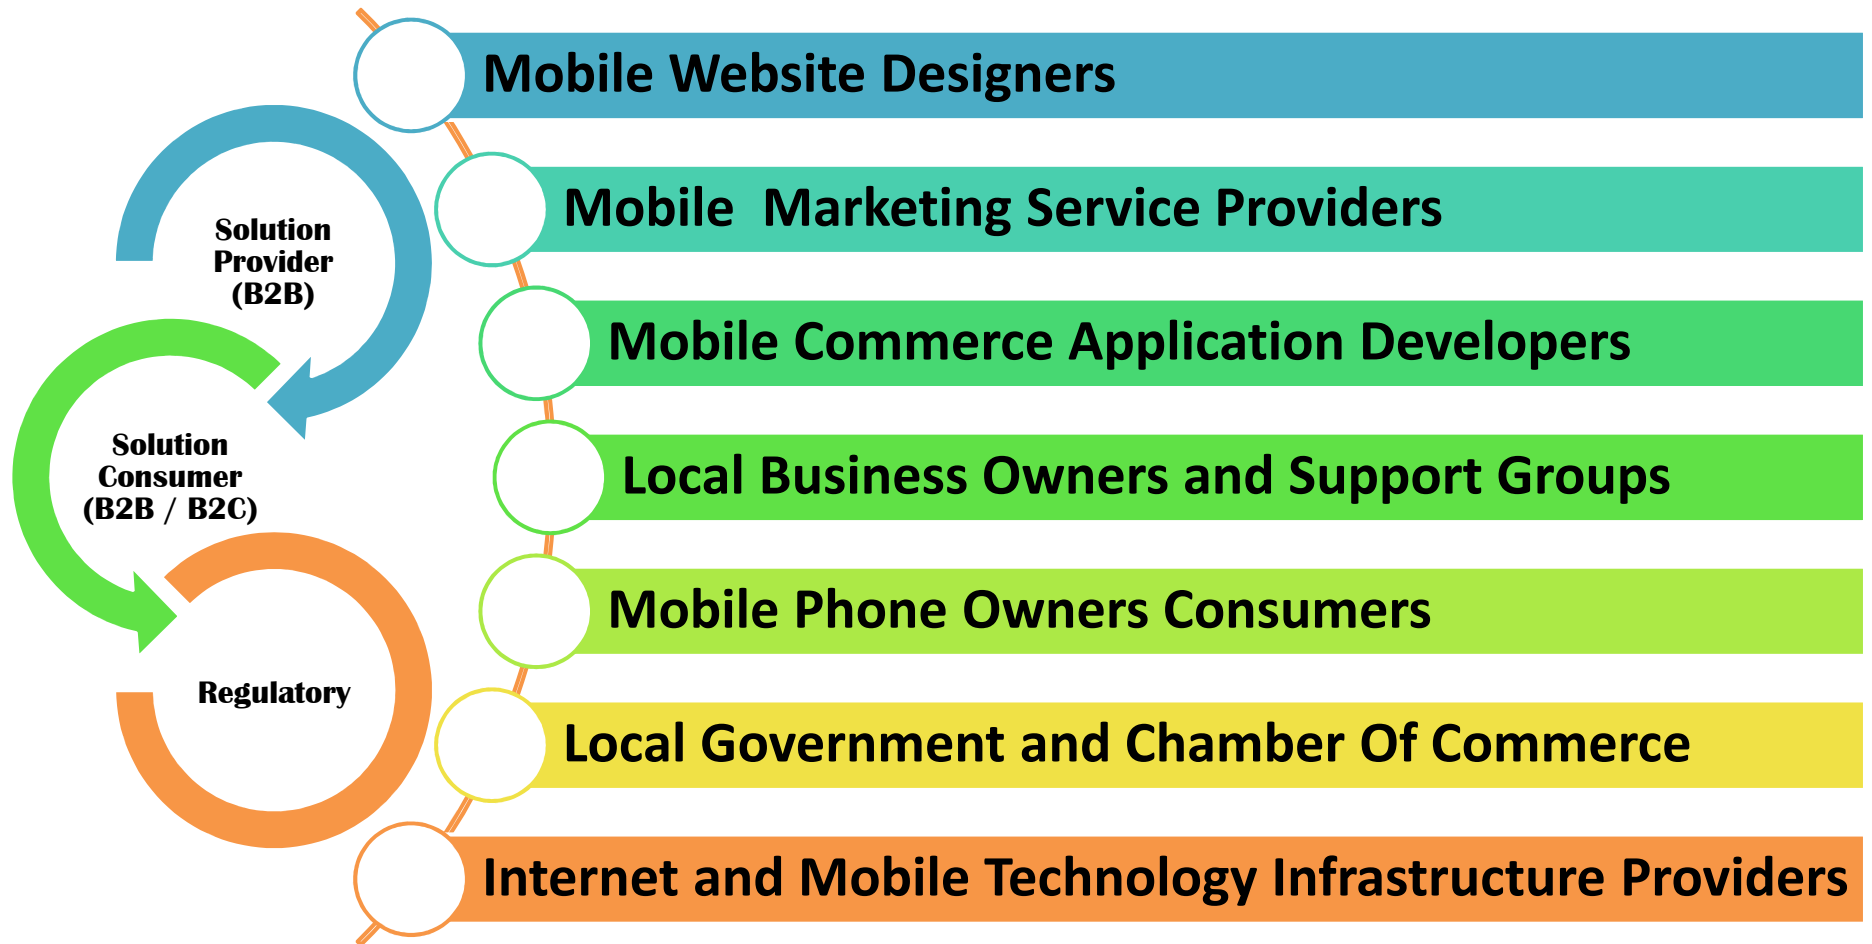 Mobile Website Designers
Mobile  Marketing Service Providers
Mobile Commerce Application Developers
Local Business Owners and Support Groups
Mobile Phone Owners Consumers
Local Government and Chamber Of Commerce
Internet and Mobile Technology Infrastructure Providers
Solution
Provider
(B2B)
Solution
Consumer
(B2B / B2C)
Regulatory